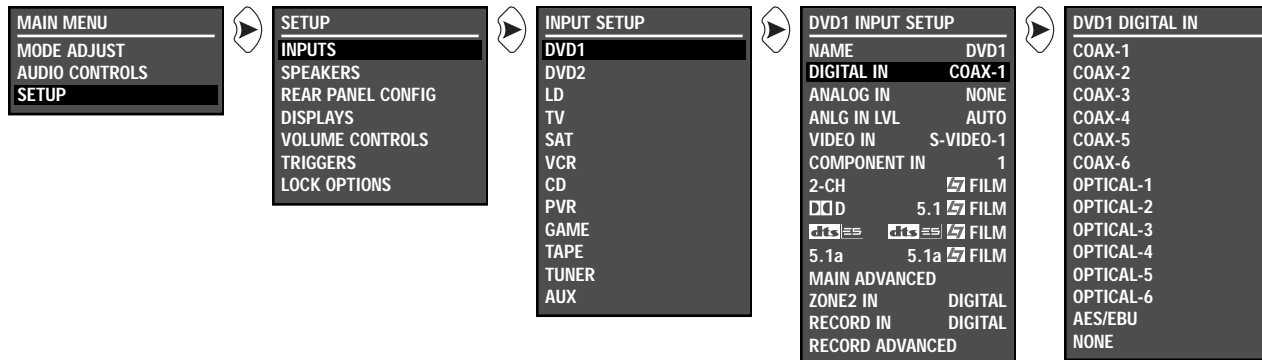 MAIN MENU
MODE ADJUST
AUDIO CONTROLS
SETUP
SETUP
INPUTS
SPEAKERS
REAR PANEL CONFIG
DISPLAYS
VOLUME CONTROLS
TRIGGERS
LOCK OPTIONS
INPUT SETUP
DVD1
DVD2
LD
TV
SAT
VCR
CD
PVR
GAME
TAPE
TUNER
AUX
DVD1 INPUT SETUP
NAME DVD1
DIGITAL IN COAX-1
ANALOG IN NONE
ANLG IN LVL AUTO
VIDEO IN S-VIDEO-1
COMPONENT IN 1
2-CH FILM
D 5.1 FILM
dts ES dts ES FILM
5.1a 5.1a FILM
MAIN ADVANCED
ZONE2 IN DIGITAL
RECORD IN DIGITAL
RECORD ADVANCED
DVD1 DIGITAL IN
COAX-1
COAX-2
COAX-3
COAX-4
COAX-5
COAX-6
OPTICAL-1
OPTICAL-2
OPTICAL-3
OPTICAL-4
OPTICAL-5
OPTICAL-6
AES/EBU
NONE